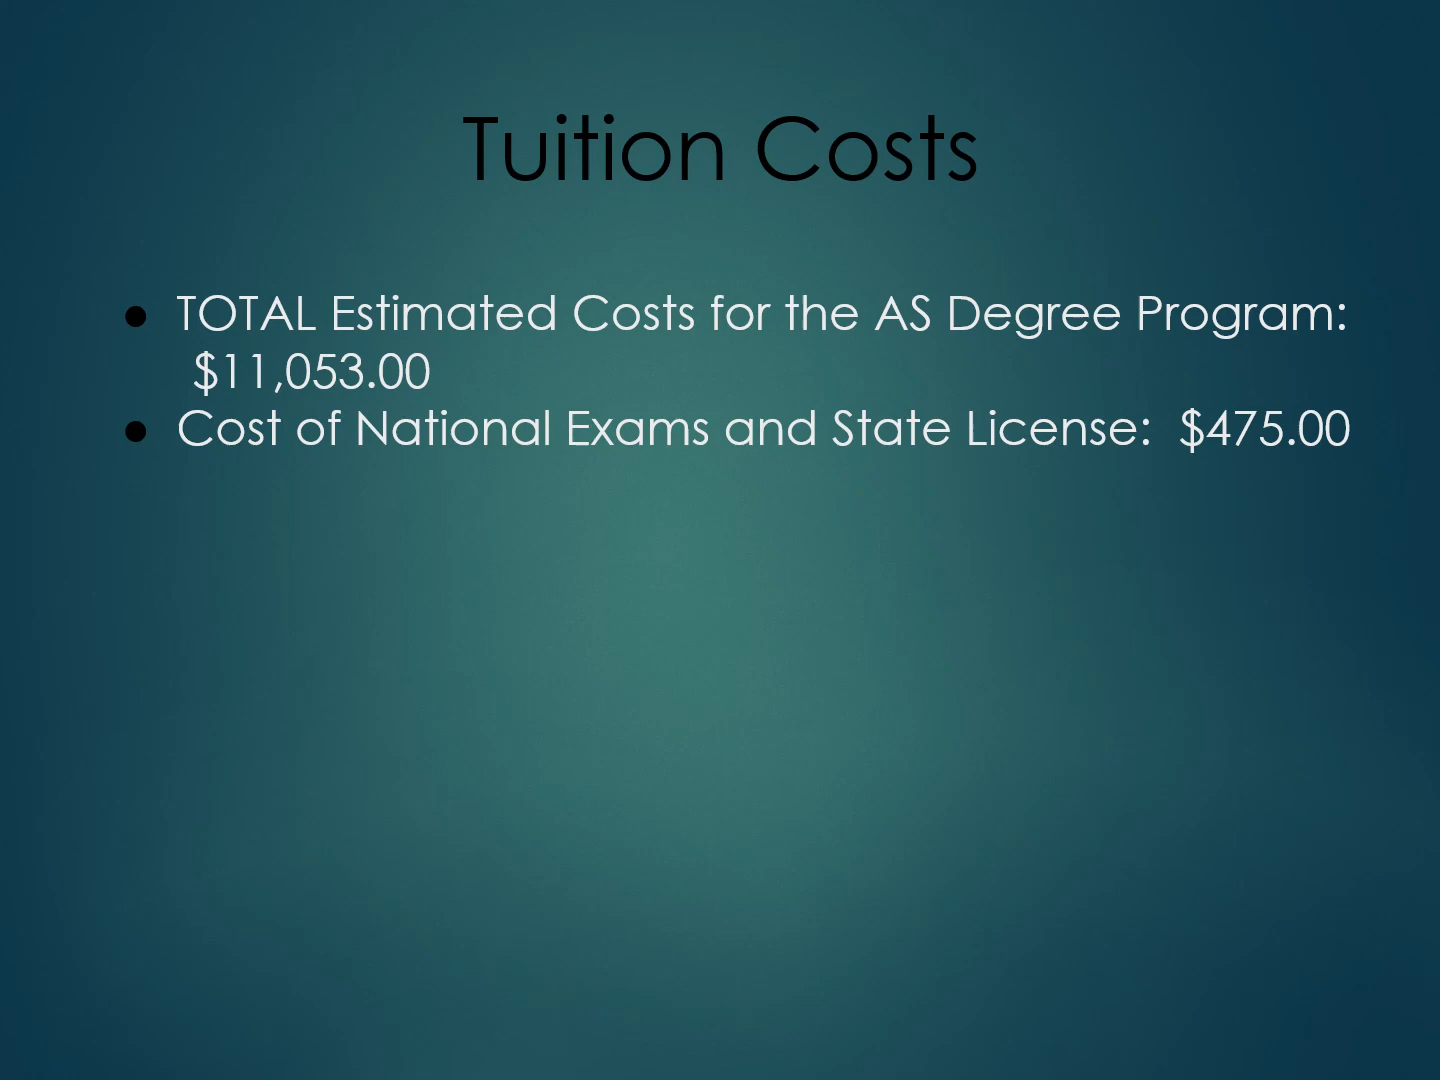 Tuition Costs
● TOTAL Estimated Costs for the AS Degree Program:
$11,053.00
● Cost of National Exams and State License:  $475.00